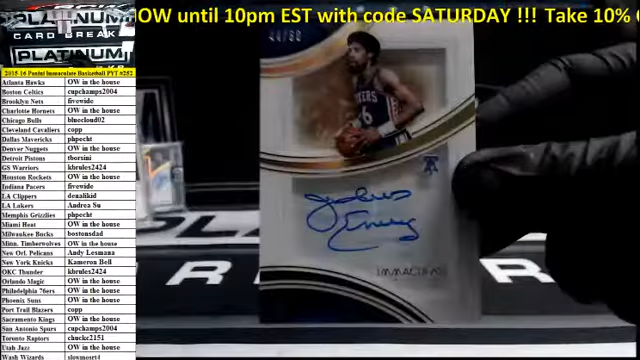 OW until 10pm EST with code SATURDAY !!! Take 10%
PLATINUM
CARD BREAK
PLATINUM
2015-16 Panini Immaculate Basketball PYT #252
Atlanta Hawks OW in the house
Boston Celtics cupchamps2004
Brooklyn Nets fivewide
Charlotte Hornets OW in the house
Chicago Bulls bluecloud02
Cleveland Cavaliers copp
Dallas Mavericks phpecht
Denver Nuggets OW in the house
Detroit Pistons tborsini
GS Warriors kbrules2424
Houston Rockets OW in the house
Indiana Pacers fivewide
LA Clippers denalikid
LA Lakers Andrea Su
Memphis Grizzlies phpecht
Miami Heat OW in the house
Milwaukee Bucks bostonsdad
Minn. Timberwolves OW in the house
New Orl. Pelicans Andy Lesmana
New York Knicks Kameron Bell
OKC Thunder kbrules2424
Orlando Magic OW in the house
Philadelphia 76ers OW in the house
Phoenix Suns OW in the house
Port Trail Blazers copp
Sacramento Kings OW in the house
San Antonio Spurs cupchamps2004
Toronto Raptors chuckc2151
Utah Jazz OW in the house
Wash Wizards slowmosrt4
6
Julius
Erving
IMMACULATE